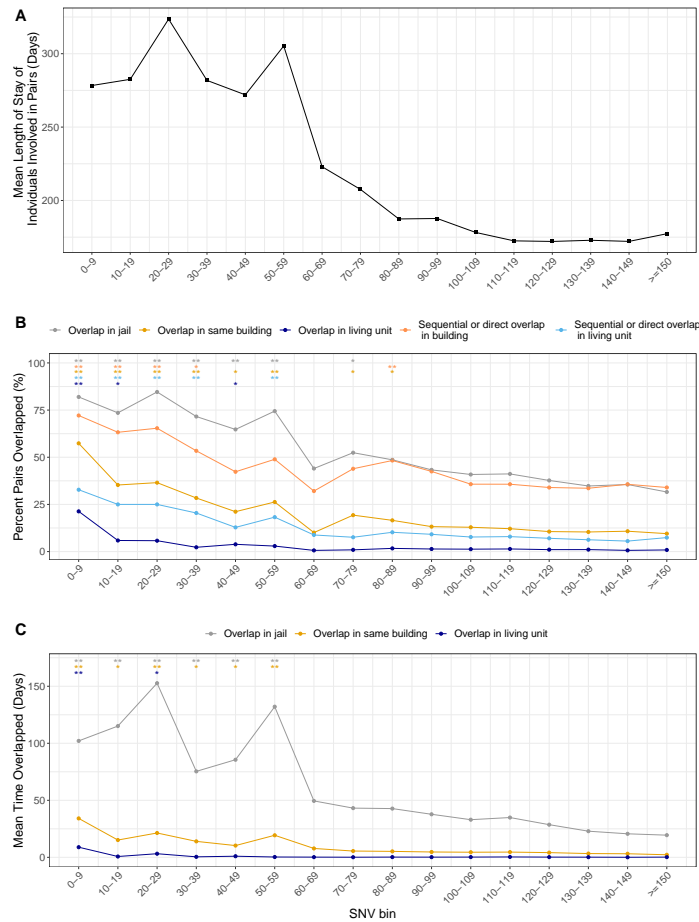 A
Mean Length of Stay of
Indviduals Involved in Pairs (Days)
300
250
200
0−9
10−19
20−29
30−39
40−49
50−59
60−69
70−79
80−89
90−99
100−109
110−119
120−129
130−139
140−149
>=150
B
Overlap in jail
Overlap in same building
Overlap in living unit
Sequential or direct overlap
in building
Sequential or direct overlap
in living unit
Percent Pairs Overlapped (%)
100
75
50
25
0
** ** ** ** ** ** *
** ** ** * **
** ** ** ** * ** * *
** ** ** ** **
** * *
0−9
10−19
20−29
30−39
40−49
50−59
60−69
70−79
80−89
90−99
100−109
110−119
120−129
130−139
140−149
>=150
C
Overlap in jail
Overlap in same building
Overlap in living unit
Mean Time Overlapped (Days)
150
100
50
0
** ** ** ** ** **
** * ** * * **
** *
0−9
10−19
20−29
30−39
40−49
50−59
60−69
70−79
80−89
90−99
100−109
110−119
120−129
130−139
140−149
>=150
SNV bin